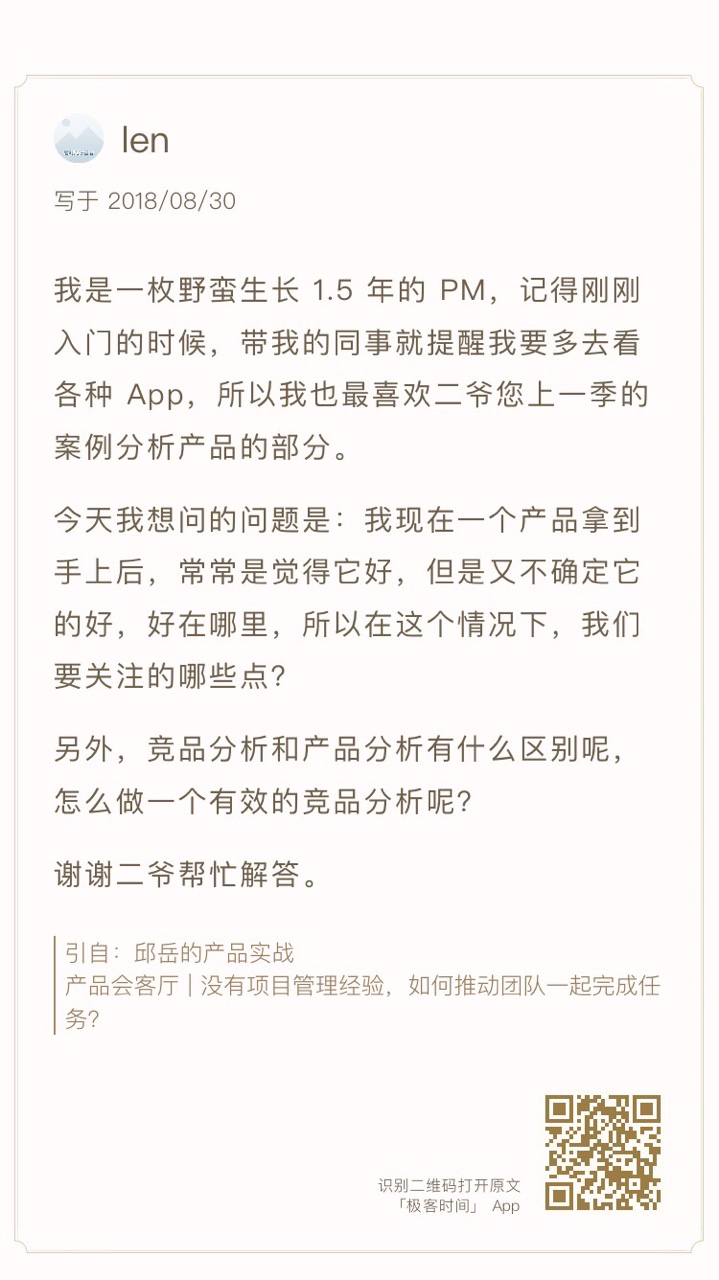 len
写于 2018/08/30
我是一枚野蛮生长 1.5 年的 PM，记得刚刚
入门的时候，带我的同事就提醒我要多去看
各种 App，所以我也最喜欢二爷您上一季的
案例分析产品的部分。
今天我想问的问题是：我现在一个产品拿到
手上后，常常是觉得它好，但是又不确定它
的好，好在哪里，所以在这个情况下，我们
要关注的哪些点？
另外，竞品分析和产品分析有什么区别呢，
怎么做一个有效的竞品分析呢？
谢谢二爷帮忙解答。
引自：邱岳的产品实战
产品会客厅 | 没有项目管理经验，如何推动团队一起完成任
务？
识别二维码打开原文
「极客时间」 App